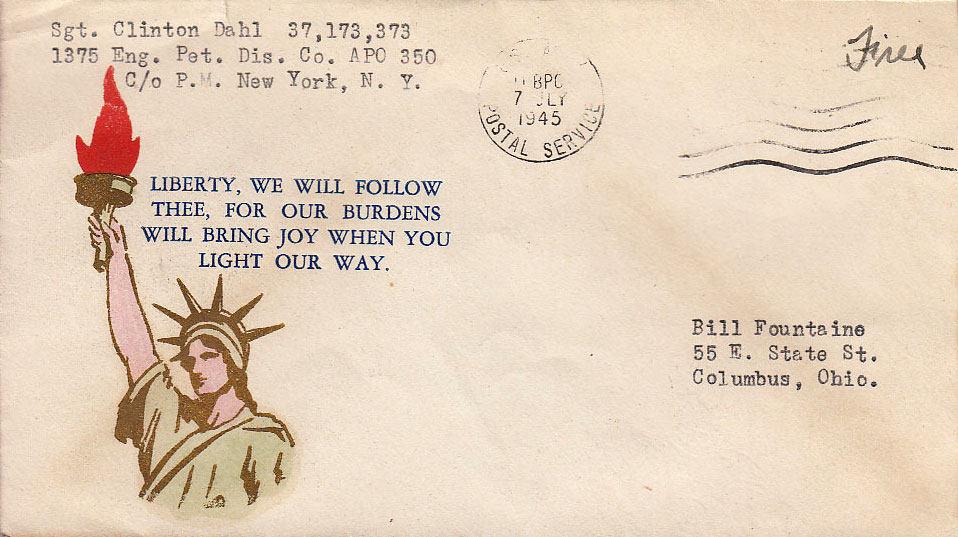 Sgt. Clinton Dahl 37,173,373
1375 Eng. Pet. Dis. Co. APO 350
C/o P.M. New York, N. Y.
Free
BPO
7 JLY
1945
POSTAL SERVICE
LIBERTY, WE WILL FOLLOW
THEE, FOR OUR BURDENS
WILL BRING JOY WHEN YOU
LIGHT OUR WAY.
Bill Fountaine
55 E. State St.
Columbus, Ohio.